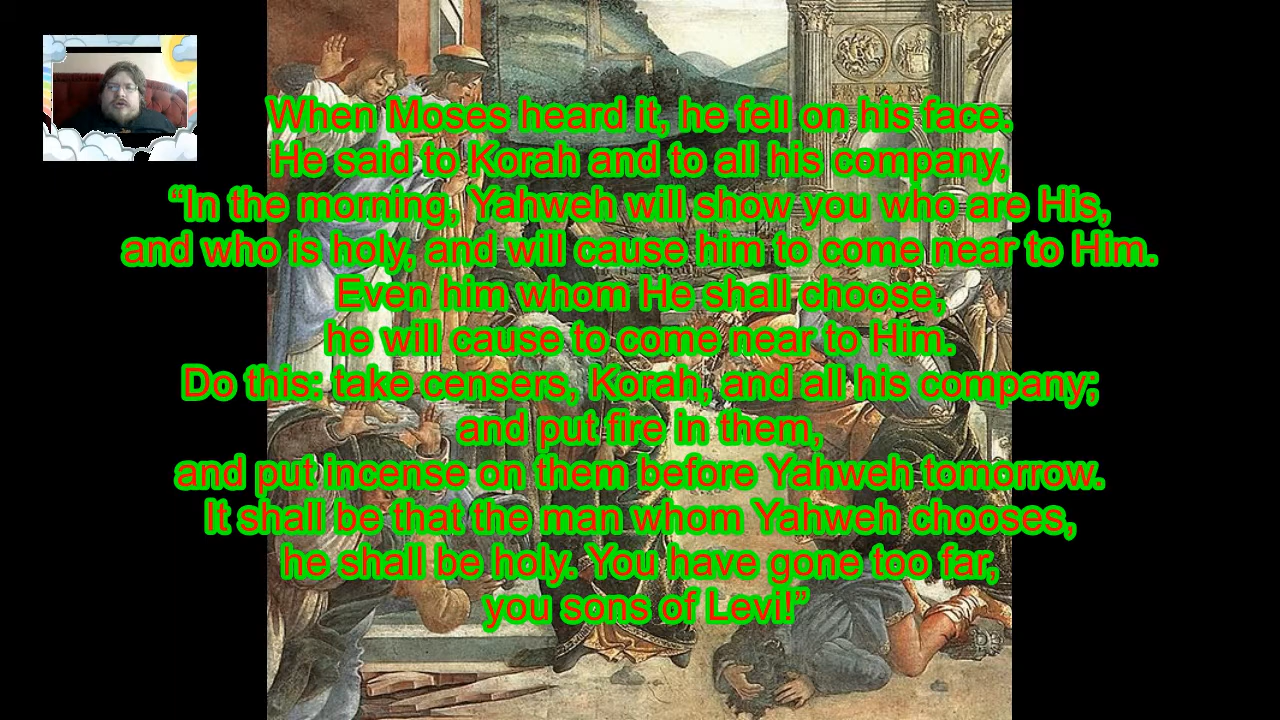 When Moses heard it, he fell on his face.
He said to Korah and to all his company,
“In the morning, Yahweh will show you who are His,
and who is holy, and will cause him to come near to Him.
Even him whom He shall choose,
he will cause to come near to Him.
Do this: take censers, Korah, and all his company;
and put fire in them,
and put incense on them before Yahweh tomorrow.
It shall be that the man whom Yahweh chooses,
he shall be holy. You have gone too far,
you sons of Levi!”